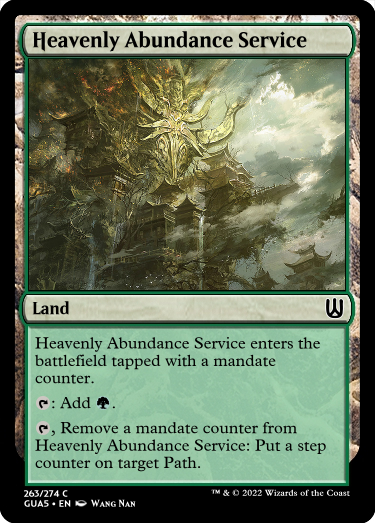 Heavenly Abundance Service
Land
Heavenly Abundance Service enters the
battlefield tapped with a mandate
counter.
: Add .
, Remove a mandate counter from
Heavenly Abundance Service: Put a step
counter on target Path.
263/274 C
GUA5 • EN Wang Nan
™ & © 2022 Wizards of the Coast